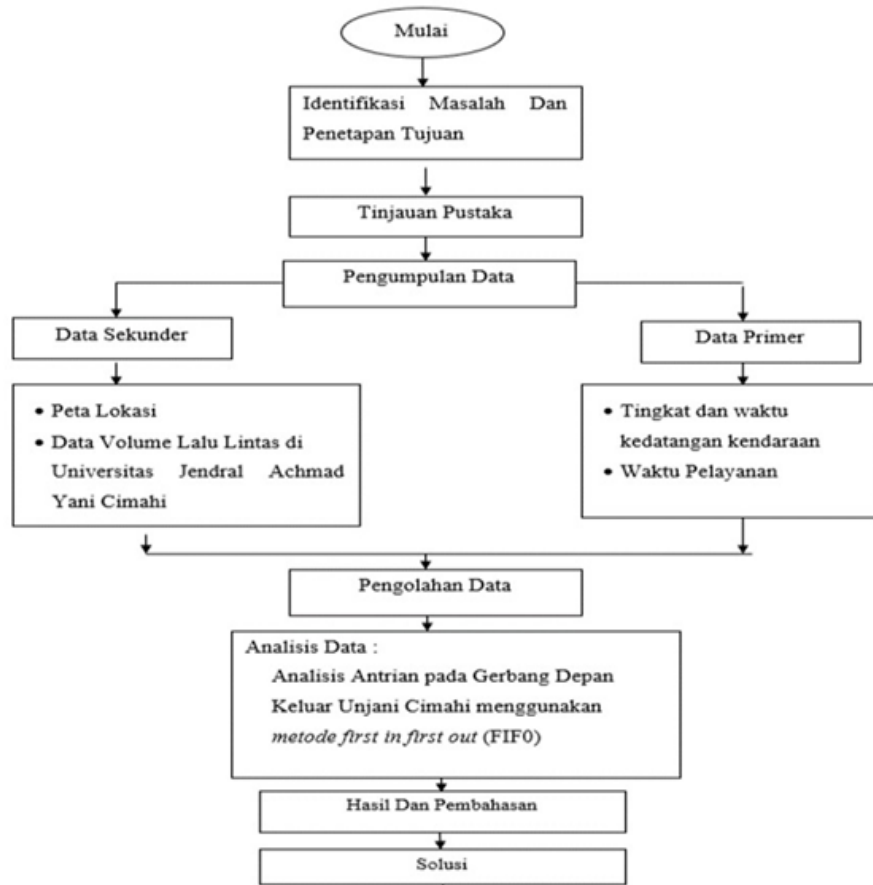 Mulai
Identifikasi Masalah Dan
Penetapan Tujuan
Tinjauan Pustaka
Pengumpulan Data
Data Sekunder
Data Primer
• Peta Lokasi
• Data Volume Lalu Lintas di
Universitas Jendral Achmad
Yani Cimahi
• Tingkat dan waktu
kedatangan kendaraan
• Waktu Pelayanan
Pengolahan Data
Analisis Data :
Analisis Antrian pada Gerbang Depan
Keluar Unjani Cimahi menggunakan
metode first in first out (FIF0)
Hasil Dan Pembahasan
Solusi